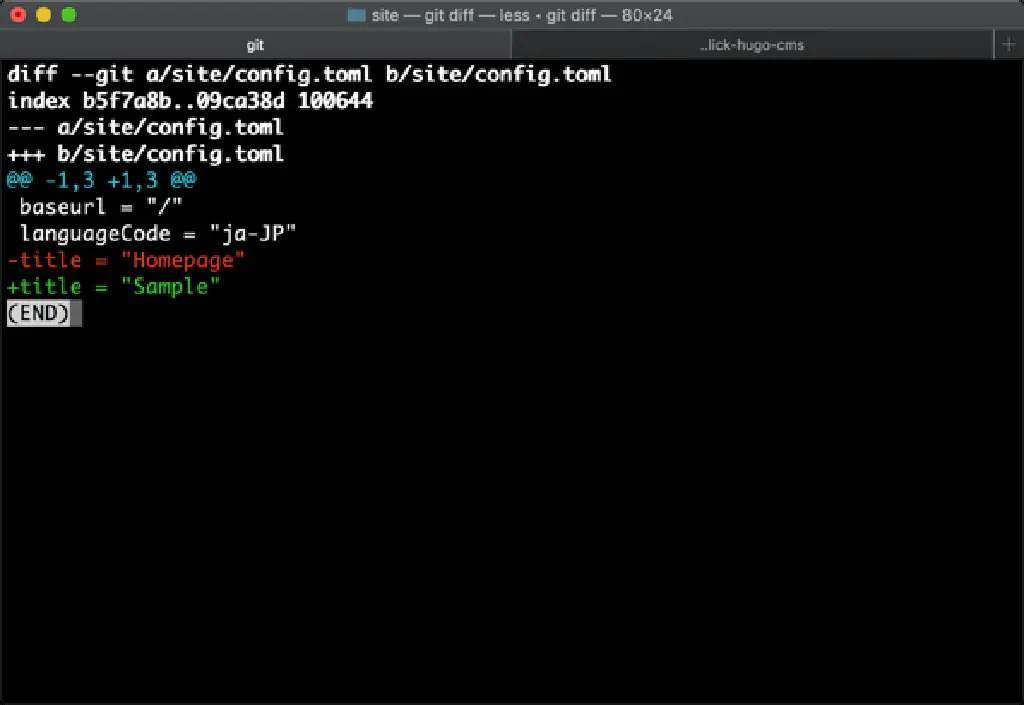 site — git diff — less • git diff — 80×24
git
..lick-hugo-cms
diff --git a/site/config.toml b/site/config.toml
index b5f7a8b..09ca38d 100644
--- a/site/config.toml
+++ b/site/config.toml
@@ -1,3 +1,3 @@
 baseurl = "/"
 languageCode = "ja-JP"
-title = "Homepage"
+title = "Sample"
(END)